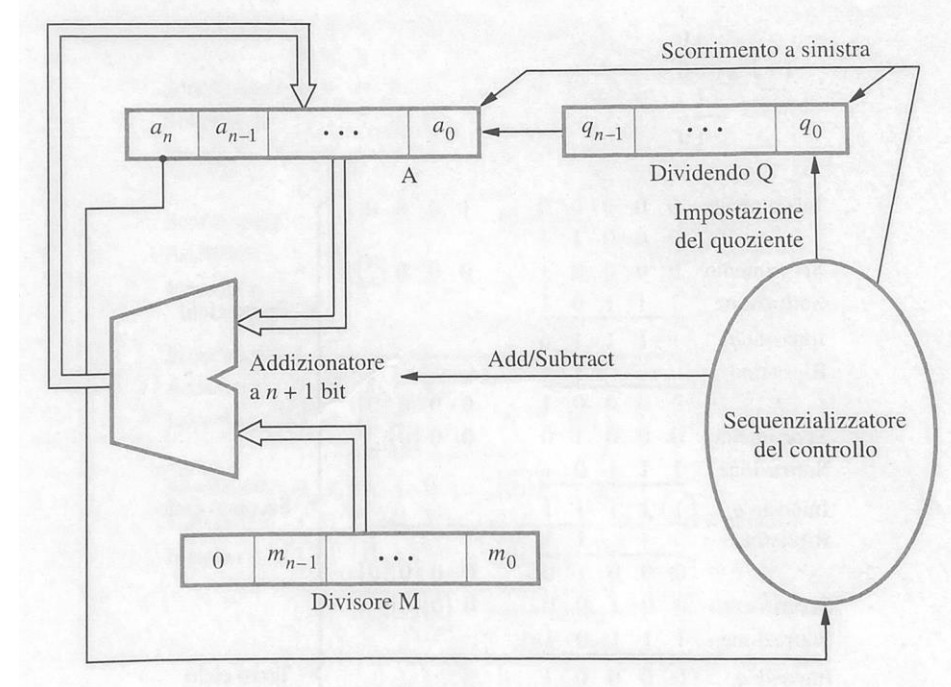 Scorrimento a sinistra
a_n a_{n-1} ··· a_0
q_{n-1} ··· q_0
A
Dividendo Q
Impostazione
del quoziente
Addizionatore
a n + 1 bit
Add/Subtract
Sequenzializzatore
del controllo
0 m_{n-1} ··· m_0
Divisore M